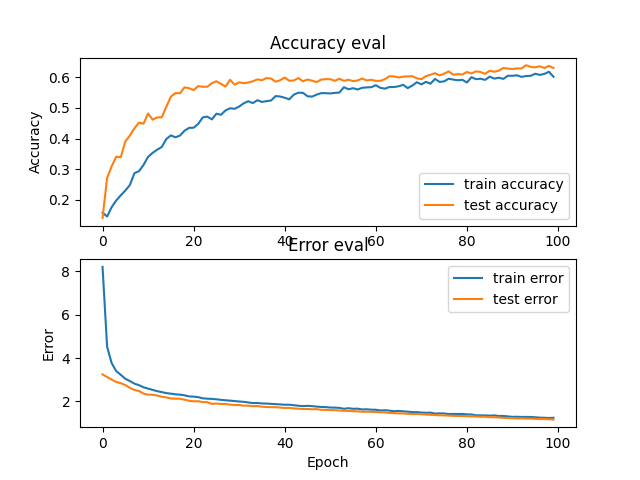 Accuracy eval
Accuracy
0.6
0.5
0.4
0.3
0.2
train accuracy
test accuracy
0 20 40 60 80 100
Error eval
Error
8
6
4
2
train error
test error
0 20 40 60 80 100
Epoch